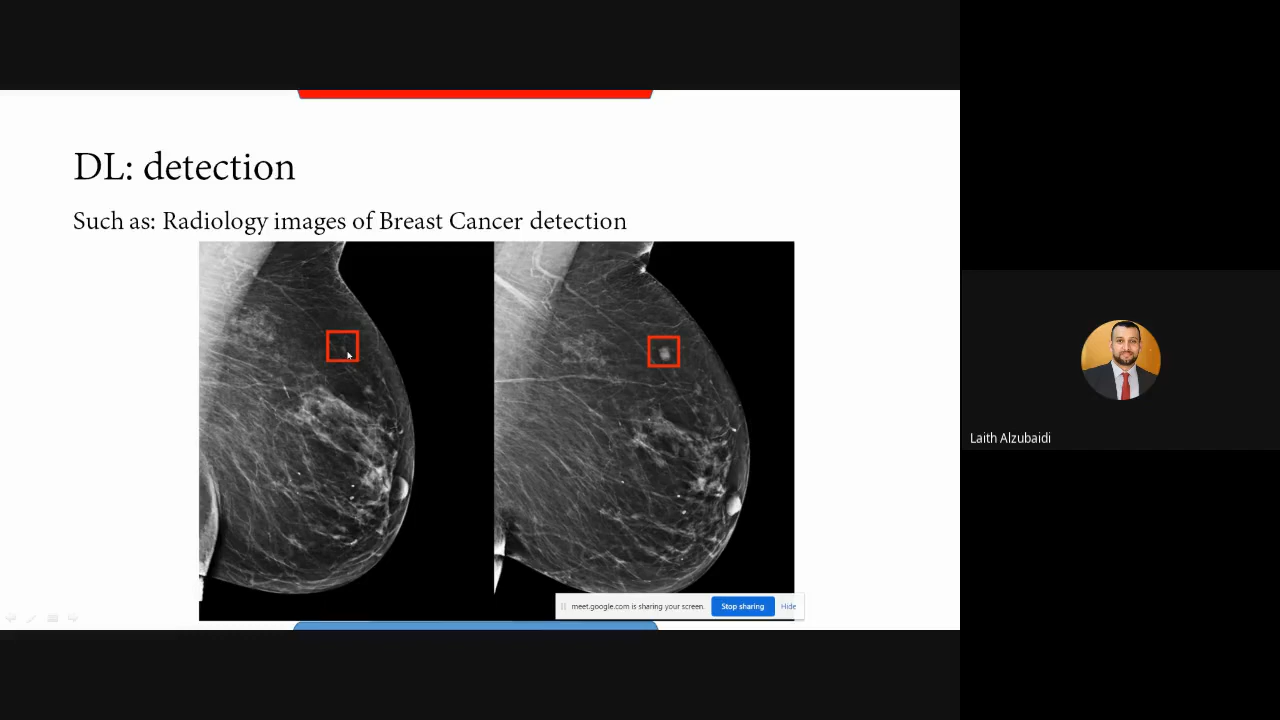 DL: detection
Such as: Radiology images of Breast Cancer detection
Laith Alzubaidi
meet.google.com is sharing your screen. Stop sharing Hide